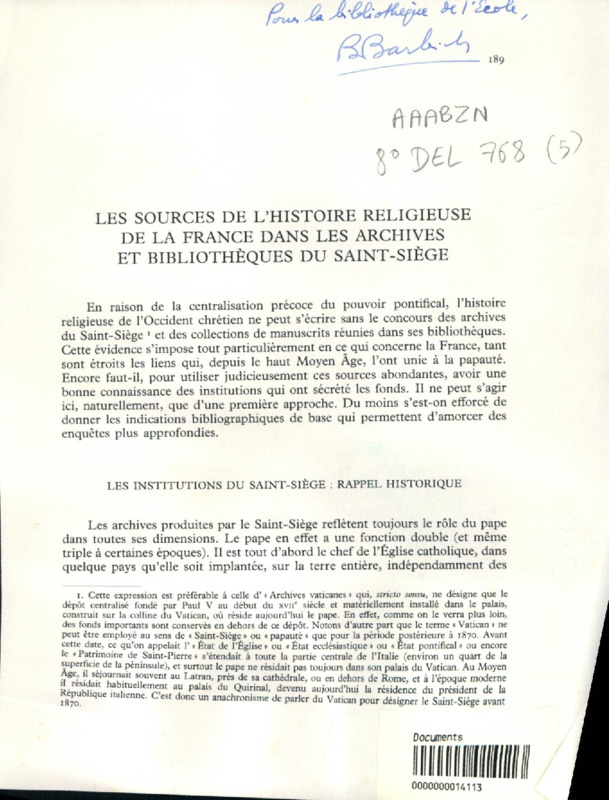 Pour la bibliothèque de l'Ecole,
B Barbiche
189
AAABZN
8° DEL 768 (5)
LES SOURCES DE L'HISTOIRE RELIGIEUSE
DE LA FRANCE DANS LES ARCHIVES
ET BIBLIOTHÈQUES DU SAINT-SIÈGE
En raison de la centralisation précoce du pouvoir pontifical, l'histoire
religieuse de l'Occident chrétien ne peut s'écrire sans le concours des archives
du Saint-Siège ¹ et des collections de manuscrits réunies dans ses bibliothèques.
Cette évidence s'impose tout particulièrement en ce qui concerne la France, tant
sont étroits les liens qui, depuis le haut Moyen Âge, l'ont unie à la papauté.
Encore faut-il, pour utiliser judicieusement ces sources abondantes, avoir une
bonne connaissance des institutions qui ont sécrété les fonds. Il ne peut s'agir
ici, naturellement, que d'une première approche. Du moins s'est-on efforcé de
donner les indications bibliographiques de base qui permettent d'amorcer des
enquêtes plus approfondies.
LES INSTITUTIONS DU SAINT-SIÈGE : RAPPEL HISTORIQUE
Les archives produites par le Saint-Siège reflètent toujours le rôle du pape
dans toutes ses dimensions. Le pape en effet a une fonction double (et même
triple à certaines époques). Il est tout d'abord le chef de l'Église catholique, dans
quelque pays qu'elle soit implantée, sur la terre entière, indépendamment des
1. Cette expression est préférable à celle d' « Archives vaticanes » qui, stricto sensu, ne désigne que le
dépôt centralisé fondé par Paul V au début du XVIIe siècle et matériellement installé dans le palais,
construit sur la colline du Vatican, où réside aujourd'hui le pape. En effet, comme on le verra plus loin,
des fonds importants sont conservés en dehors de ce dépôt. Notons d'autre part que le terme « Vatican » ne
peut être employé au sens de « Saint-Siège » ou « papauté » que pour la période postérieure à 1870. Avant
cette date, ce qu'on appelait l' « État de l'Église » ou « État ecclésiastique » ou « État pontifical » ou encore
le « Patrimoine de Saint-Pierre » s'étendait à toute la partie centrale de l'Italie (environ un quart de la
superficie de la péninsule), et surtout le pape ne résidait pas toujours dans son palais du Vatican. Au Moyen
Âge, il séjournait souvent au Latran, près de sa cathédrale, ou en dehors de Rome, et à l'époque moderne
il résidait habituellement au palais du Quirinal, devenu aujourd'hui la résidence du président de la
République italienne. C'est donc un anachronisme de parler du Vatican pour désigner le Saint-Siège avant
1870.
Documents
0000000014113